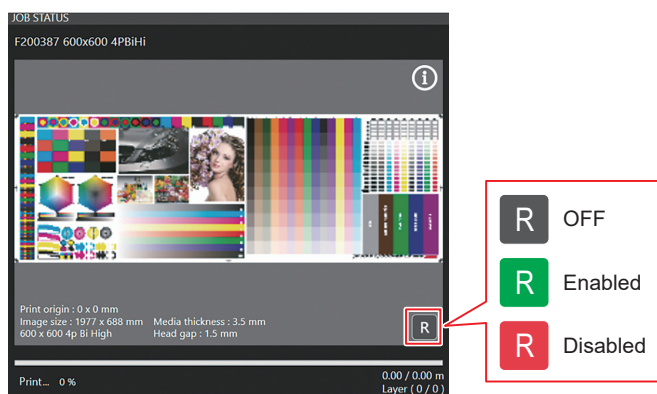 JOB STATUS
F200387 600x600 4PBiHi
i
Print origin : 0 x 0 mm
Image size : 1977 x 688 mm Media thickness : 3.5 mm
600 x 600 4p Bi High Head gap : 1.5 mm
R
Print... 0 %
0.00 / 0.00 m
Layer ( 0 / 0 )
R OFF
R Enabled
R Disabled